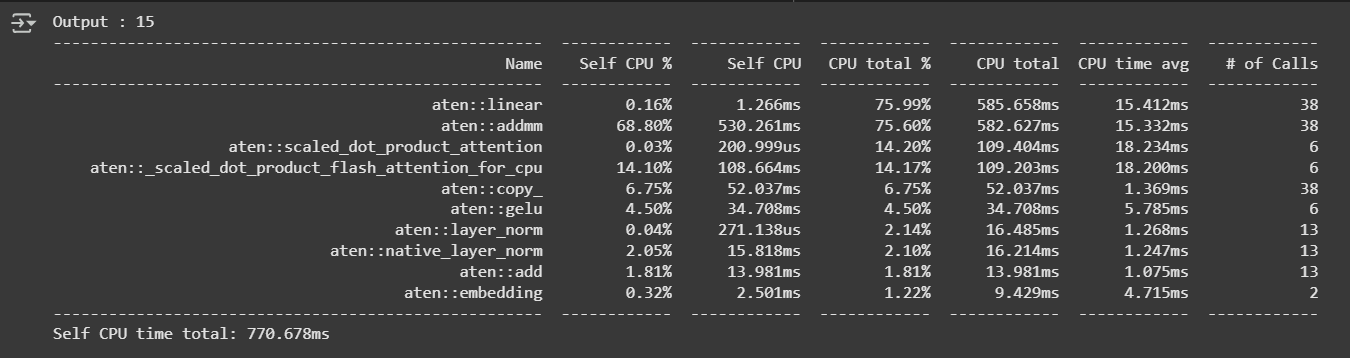 Output : 15
-----------------------------------------------------  ------------  ------------  ------------  ------------  ------------  ------------
Name    Self CPU %      Self CPU   CPU total %     CPU total  CPU time avg    # of Calls
-----------------------------------------------------  ------------  ------------  ------------  ------------  ------------  ------------
aten::linear         0.16%       1.266ms        75.99%     585.658ms      15.412ms            38
aten::addmm        68.80%     530.261ms        75.60%     582.627ms      15.332ms            38
aten::scaled_dot_product_attention         0.03%     200.999us        14.20%     109.404ms      18.234ms             6
aten::_scaled_dot_product_flash_attention_for_cpu        14.10%     108.664ms        14.17%     109.203ms      18.200ms             6
aten::copy_         6.75%      52.037ms         6.75%      52.037ms       1.369ms            38
aten::gelu         4.50%      34.708ms         4.50%      34.708ms       5.785ms             6
aten::layer_norm         0.04%     271.138us         2.14%      16.485ms       1.268ms            13
aten::native_layer_norm         2.05%      15.818ms         2.10%      16.214ms       1.247ms            13
aten::add         1.81%      13.981ms         1.81%      13.981ms       1.075ms            13
aten::embedding         0.32%       2.501ms         1.22%       9.429ms       4.715ms             2
-----------------------------------------------------  ------------  ------------  ------------  ------------  ------------  ------------
Self CPU time total: 770.678ms